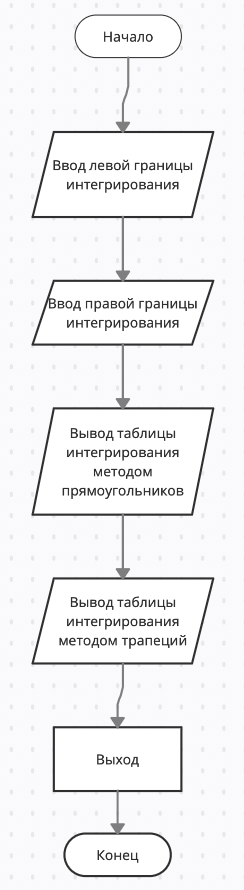 Начало
Ввод левой границы
интегрирования
Ввод правой границы
интегрирования
Вывод таблицы
интегрирования
методом
прямоугольников
Вывод таблицы
интегрирования
методом трапеций
Выход
Конец